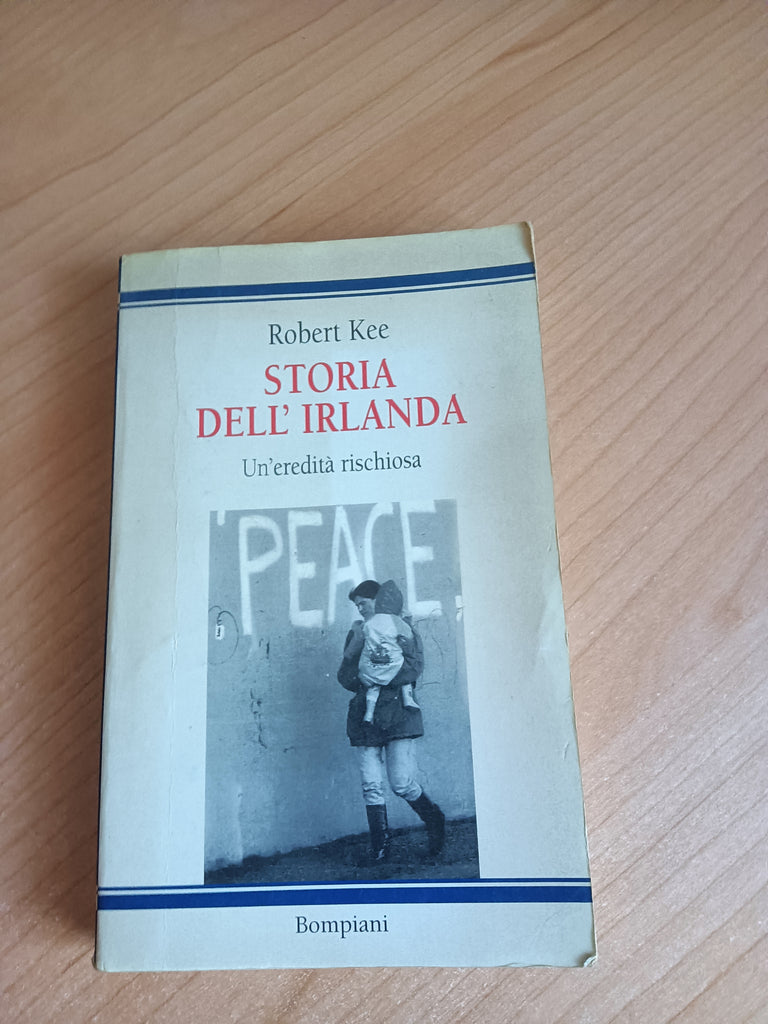 Robert Kee
STORIA
DELL' IRLANDA
Un'eredità rischiosa
PEACE
Bompiani